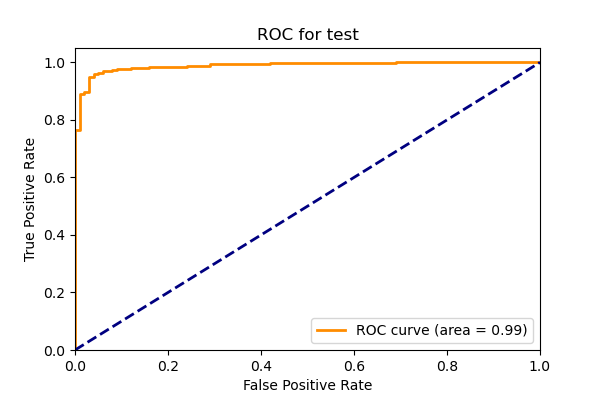 ROC for test
True Positive Rate
1.0
0.8
0.6
0.4
0.2
0.0
ROC curve (area = 0.99)
0.0 0.2 0.4 0.6 0.8 1.0
False Positive Rate